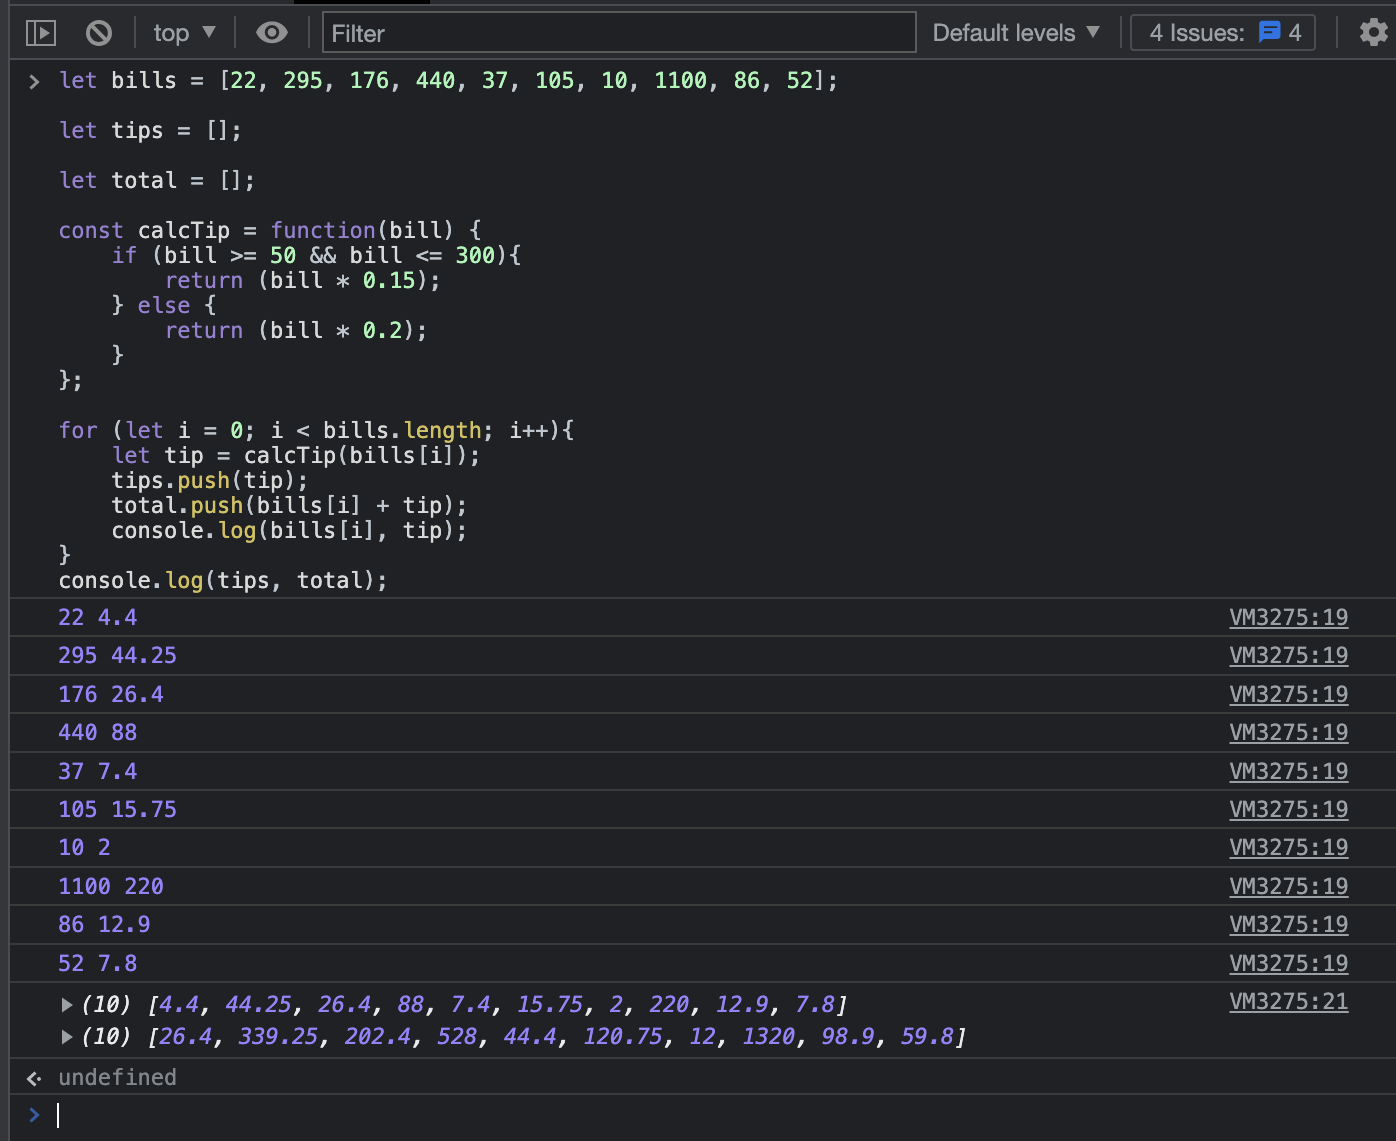 top ▼ Filter Default levels ▼ 4 Issues: 4
> let bills = [22, 295, 176, 440, 37, 105, 10, 1100, 86, 52];
let tips = [];
let total = [];
const calcTip = function(bill) {
    if (bill >= 50 && bill <= 300){
        return (bill * 0.15);
    } else {
        return (bill * 0.2);
    }
};
for (let i = 0; i < bills.length; i++){
    let tip = calcTip(bills[i]);
    tips.push(tip);
    total.push(bills[i] + tip);
    console.log(bills[i], tip);
}
console.log(tips, total);
22 4.4 VM3275:19
295 44.25 VM3275:19
176 26.4 VM3275:19
440 88 VM3275:19
37 7.4 VM3275:19
105 15.75 VM3275:19
10 2 VM3275:19
1100 220 VM3275:19
86 12.9 VM3275:19
52 7.8 VM3275:19
▶ (10) [4.4, 44.25, 26.4, 88, 7.4, 15.75, 2, 220, 12.9, 7.8] VM3275:21
▶ (10) [26.4, 339.25, 202.4, 528, 44.4, 120.75, 12, 1320, 98.9, 59.8]
undefined
>